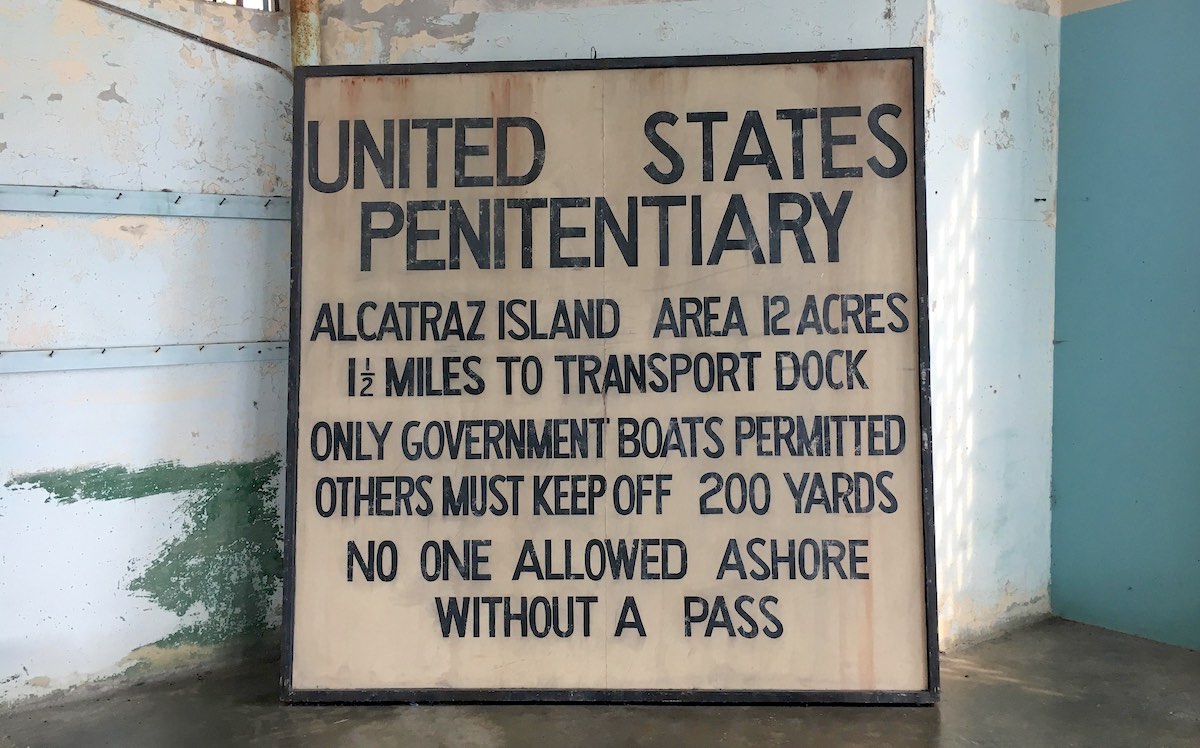 UNITED STATES
PENITENTIARY
ALCATRAZ ISLAND AREA 12 ACRES
1½ MILES TO TRANSPORT DOCK
ONLY GOVERNMENT BOATS PERMITTED
OTHERS MUST KEEP OFF 200 YARDS
NO ONE ALLOWED ASHORE
WITHOUT A PASS